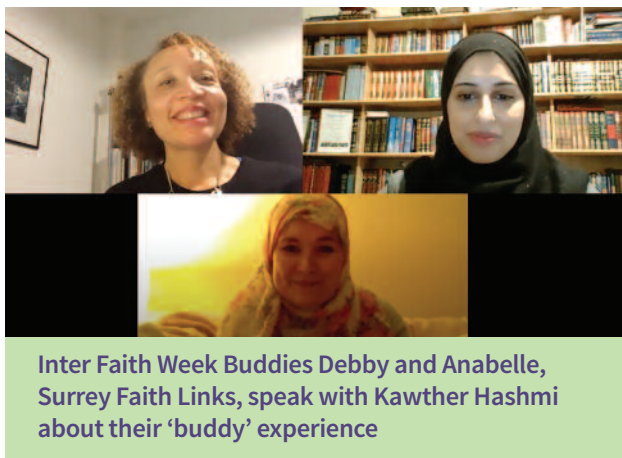 Inter Faith Week Buddies Debby and Anabelle,
Surrey Faith Links, speak with Kawther Hashmi
about their ‘buddy’ experience